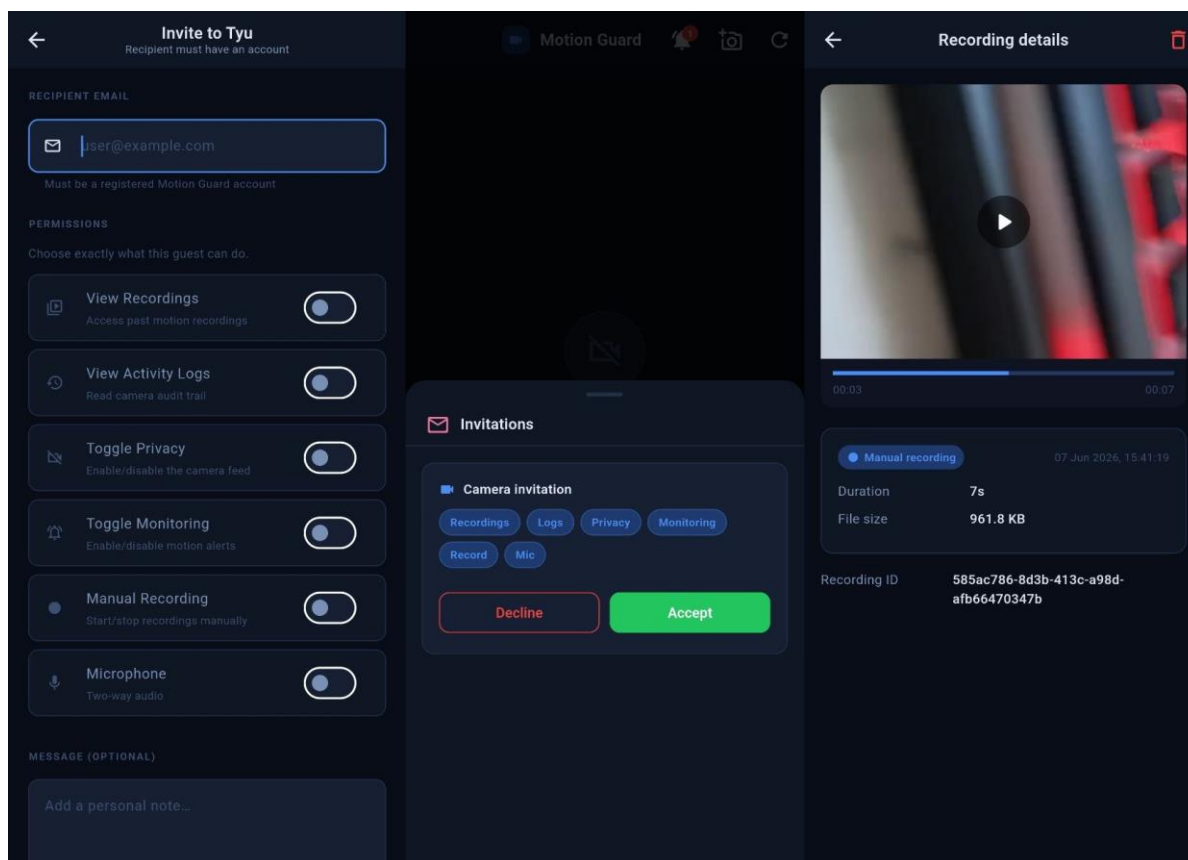 Invite to Tyu
Recipient must have an account
RECIPIENT EMAIL
user@example.com
Must be a registered Motion Guard account
PERMISSIONS
Choose exactly what this guest can do.
View Recordings
Access past motion recordings
View Activity Logs
Read camera audit trail
Toggle Privacy
Enable/disable the camera feed
Toggle Monitoring
Enable/disable motion alerts
Manual Recording
Start/stop recordings manually
Microphone
Two-way audio
MESSAGE (OPTIONAL)
Add a personal note...
Motion Guard
1
Invitations
Camera invitation
Recordings Logs Privacy Monitoring
Record Mic
Decline Accept
Recording details
00:03 00:07
Manual recording 07 Jun 2026, 15:41:19
Duration 7s
File size 961.8 KB
Recording ID 585ac786-8d3b-413c-a98d-
afb66470347b